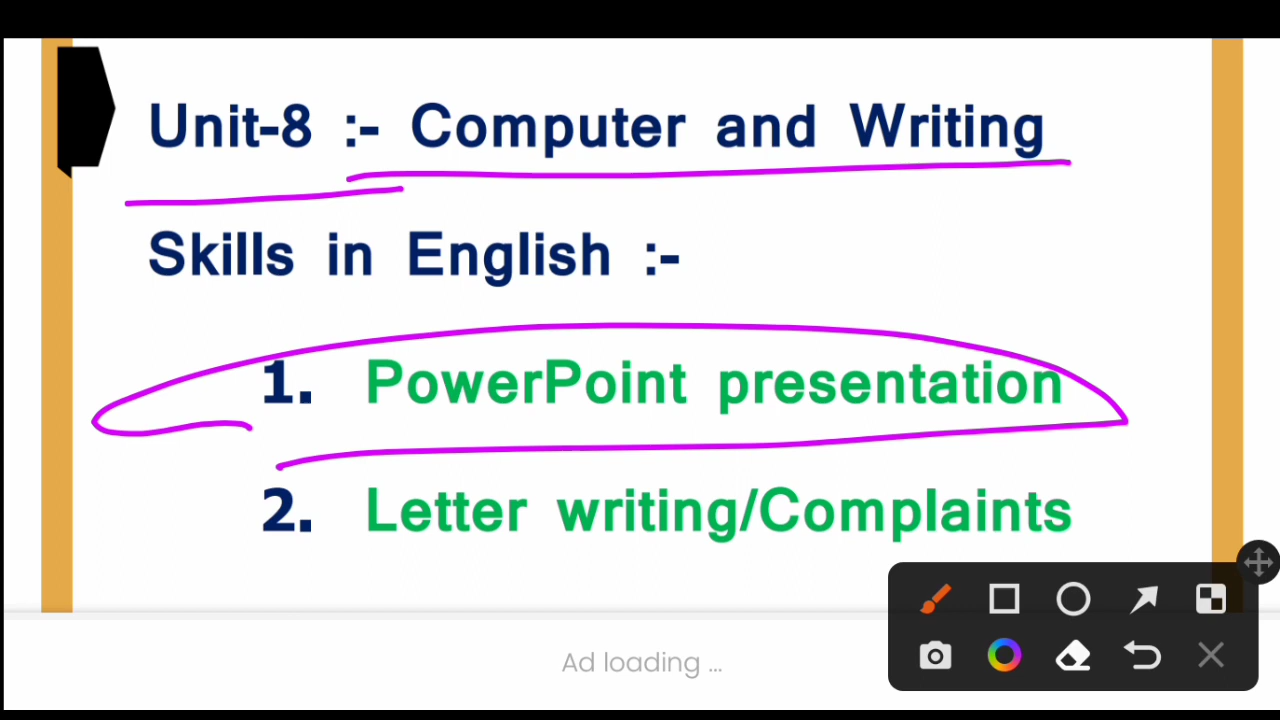 Unit-8 :- Computer and Writing
Skills in English :-
1. PowerPoint presentation
2. Letter writing/Complaints
Ad loading ...